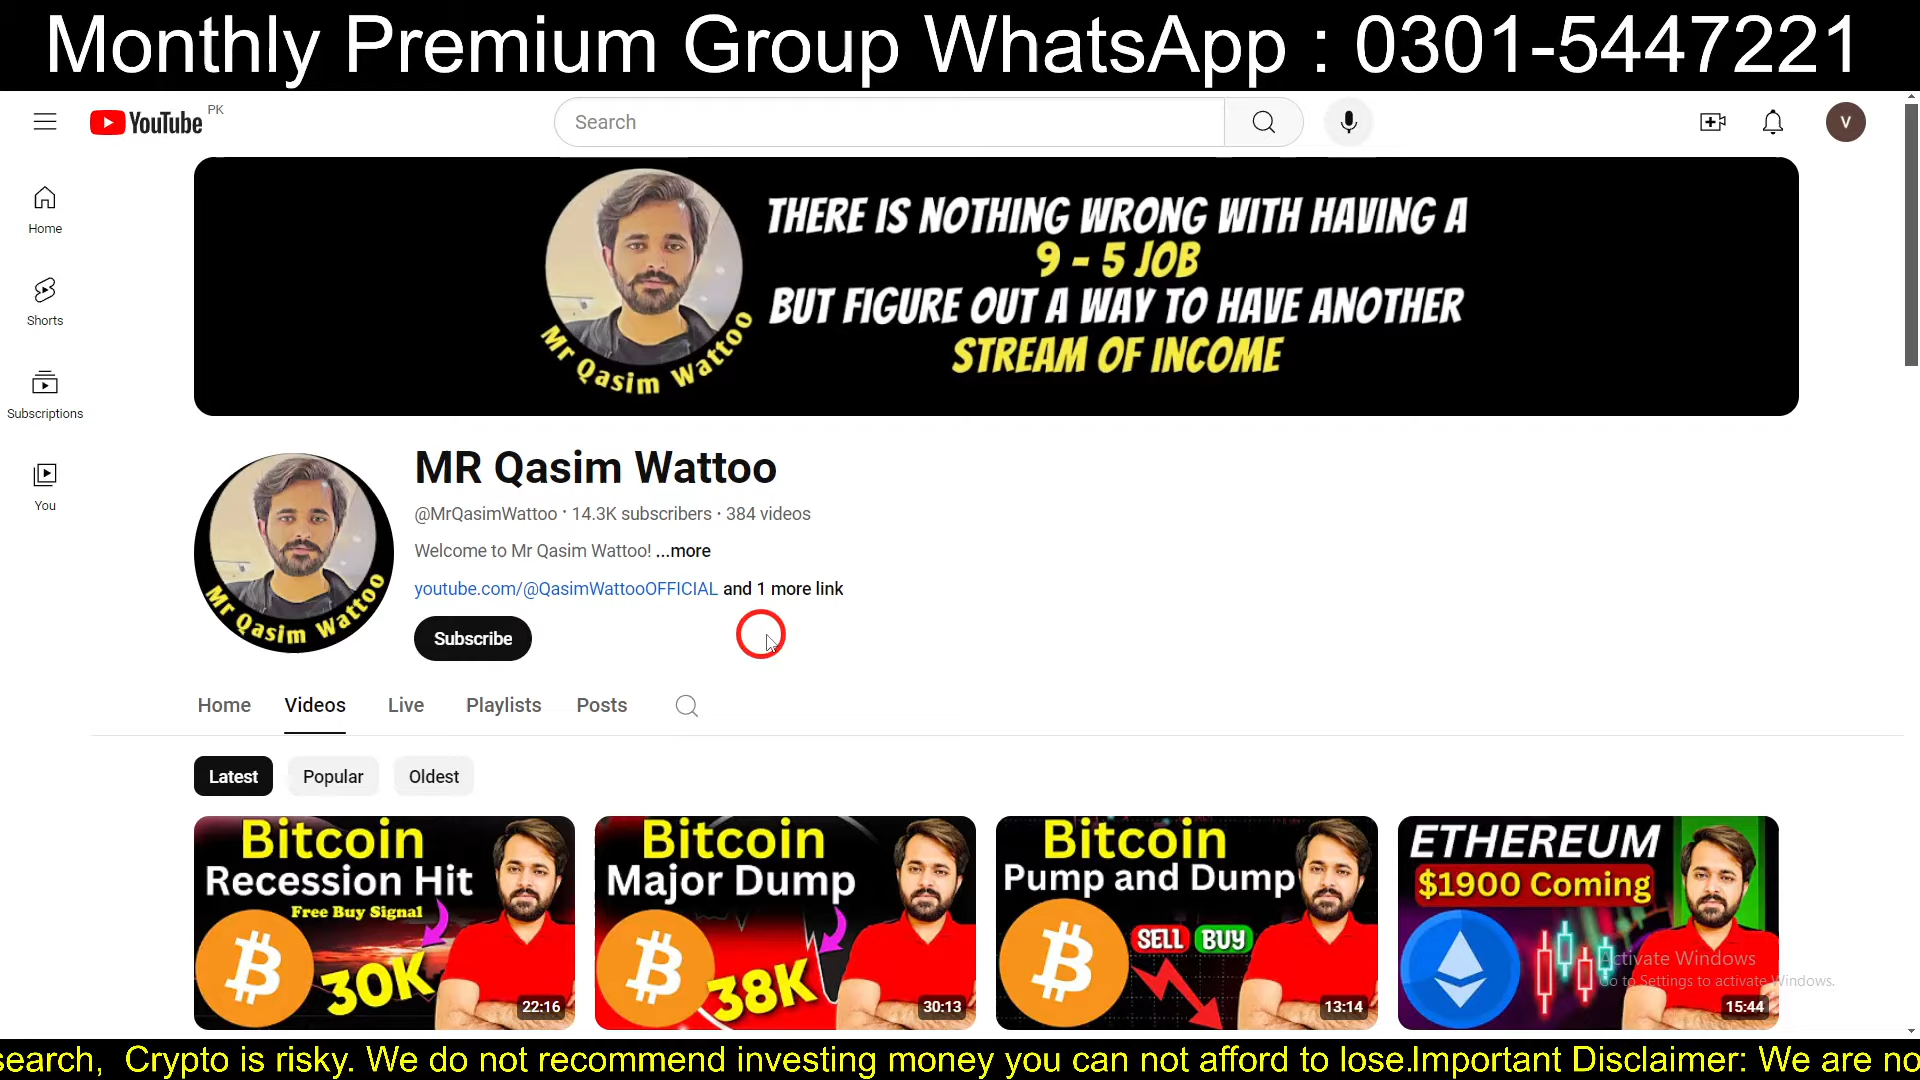 Monthly Premium Group WhatsApp : 0301-5447221
YouTube PK
Search
V
Home
Shorts
Subscriptions
You
THERE IS NOTHING WRONG WITH HAVING A
9 - 5 JOB
BUT FIGURE OUT A WAY TO HAVE ANOTHER
STREAM OF INCOME
Mr Qasim Wattoo
Mr Qasim Wattoo
MR Qasim Wattoo
@MrQasimWattoo · 14.3K subscribers · 384 videos
Welcome to Mr Qasim Wattoo! ...more
youtube.com/@QasimWattooOFFICIAL and 1 more link
Subscribe
Home Videos Live Playlists Posts
Latest Popular Oldest
Bitcoin
Recession Hit
Free Buy Signal
30K
22:16
Bitcoin
Major Dump
38K
30:13
Bitcoin
Pump and Dump
SELL BUY
13:14
ETHEREUM
$1900 Coming
15:44
Activate Windows
Go to Settings to activate Windows.
search, Crypto is risky. We do not recommend investing money you can not afford to lose.Important Disclaimer: We are no